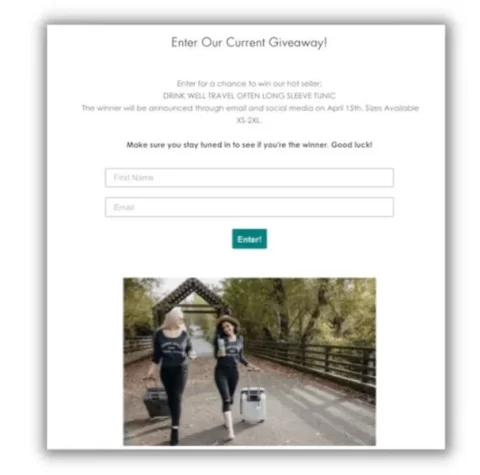 Enter Our Current Giveaway!
Enter for a chance to win our hot seller:
DRINK WELL TRAVEL OFTEN LONG SLEEVE TUNIC
The winner will be announced through email and social media on April 15th. Sizes Available
XS-2XL.
Make sure you stay tuned in to see if you're the winner. Good luck!
First Name
Email
Enter!